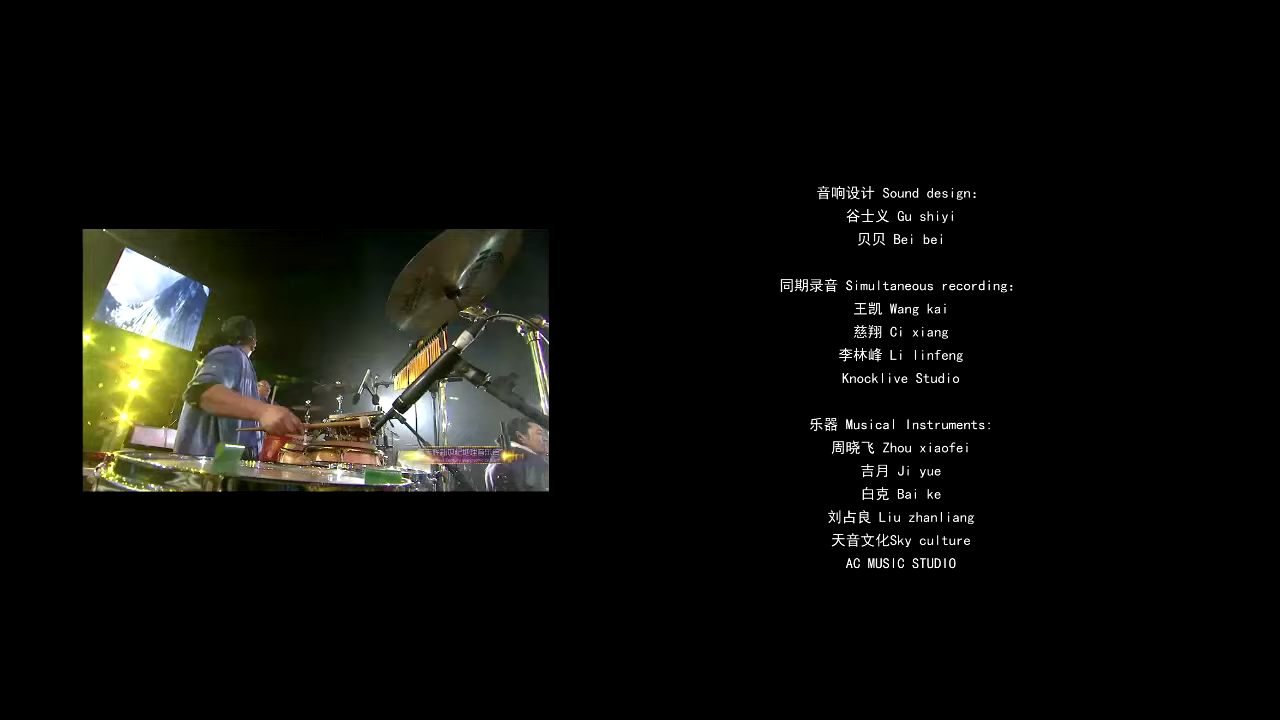 音响设计 Sound design:
谷士义 Gu shiyi
贝贝 Bei bei
同期录音 Simultaneous recording:
王凯 Wang kai
慈翔 Ci xiang
李林峰 Li linfeng
Knocklive Studio
乐器 Musical Instruments:
周晓飞 Zhou xiaofei
吉月 Ji yue
白克 Bai ke
刘占良 Liu zhanliang
天音文化Sky culture
AC MUSIC STUDIO